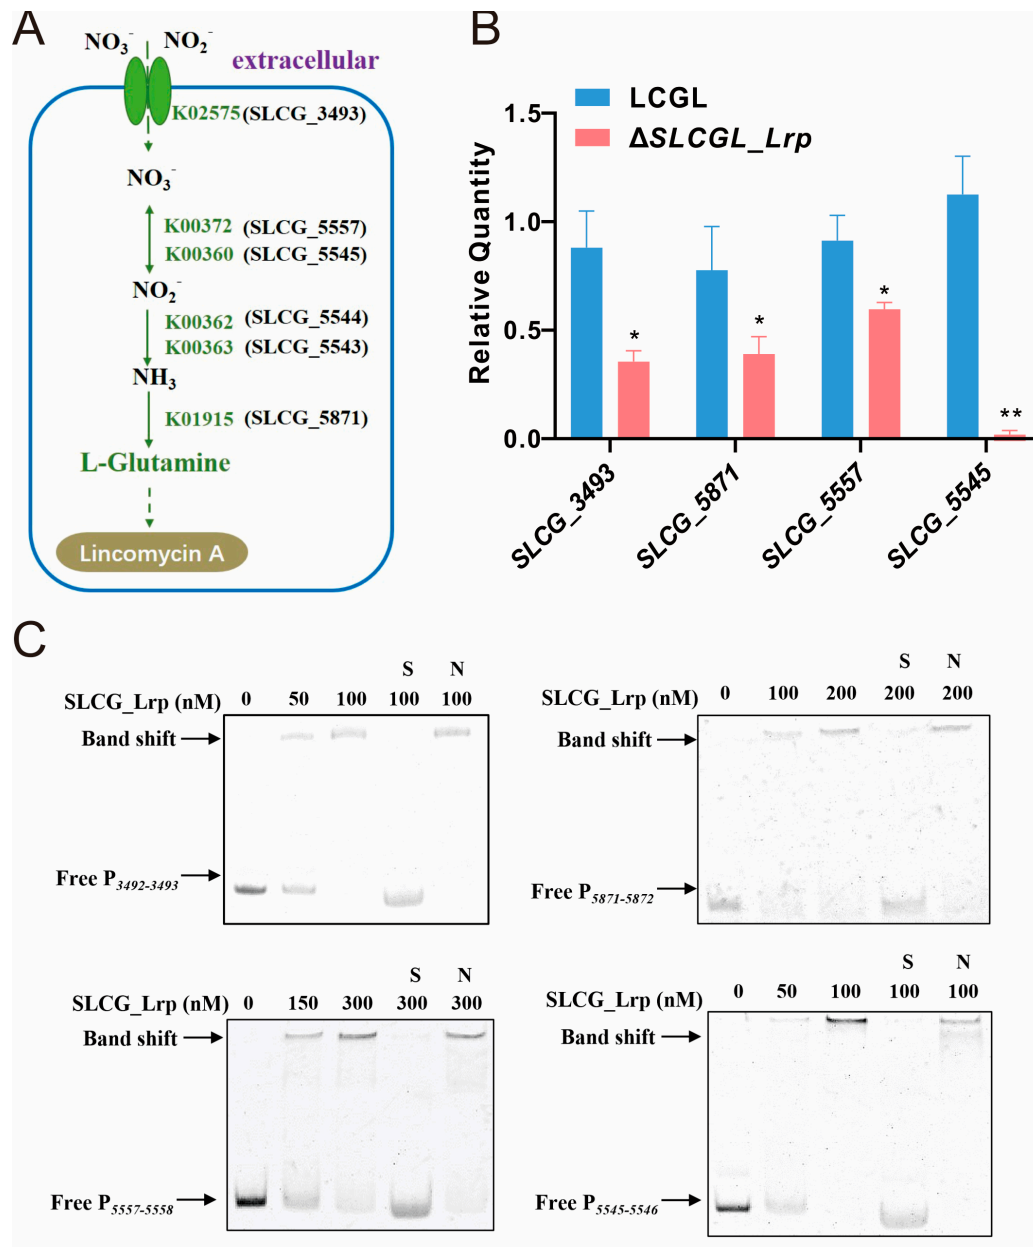 A
NO₃⁻ NO₂⁻
extracellular
K02575 (SLCG_3493)
NO₃⁻
K00372 (SLCG_5557)
K00360 (SLCG_5545)
NO₂⁻
K00362 (SLCG_5544)
K00363 (SLCG_5543)
NH₃
K01915 (SLCG_5871)
L-Glutamine
Lincomycin A
B
LCGL
ΔSLCGL_Lrp
Relative Quantity
1.5
1.0
0.5
0.0
* * * **
SLCG_3493 SLCG_5871 SLCG_5557 SLCG_5545
C
S N
SLCG_Lrp (nM) 0 50 100 100 100
Band shift
Free P3492-3493
S N
0 100 200 200 200
Band shift
Free P5871-5872
S N
SLCG_Lrp (nM) 0 150 300 300 300
Band shift
Free P5557-5558
S N
SLCG_Lrp (nM) 0 50 100 100 100
Band shift
Free P5545-5546